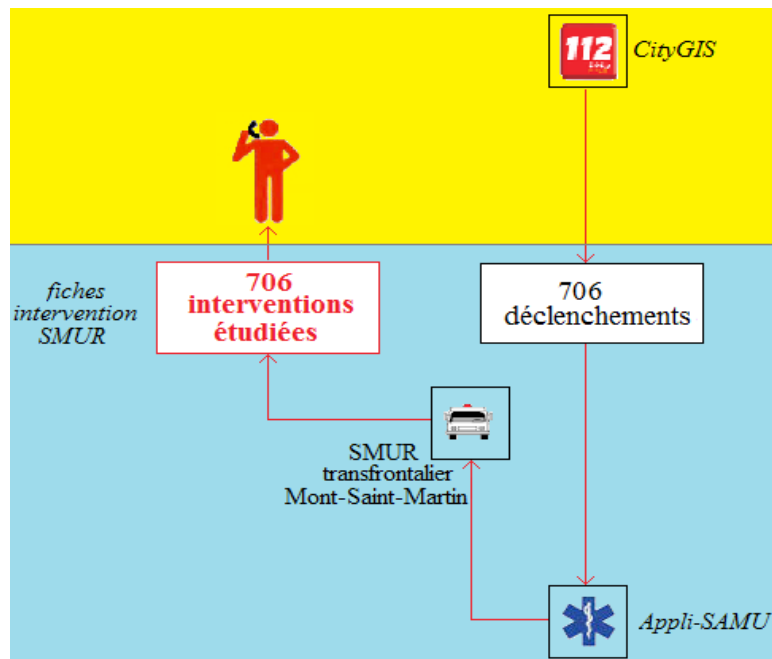 112
CityGIS
fiches
intervention
SMUR
706
interventions
étudiées
706
déclenchements
SMUR
transfrontalier
Mont-Saint-Martin
Appli-SAMU